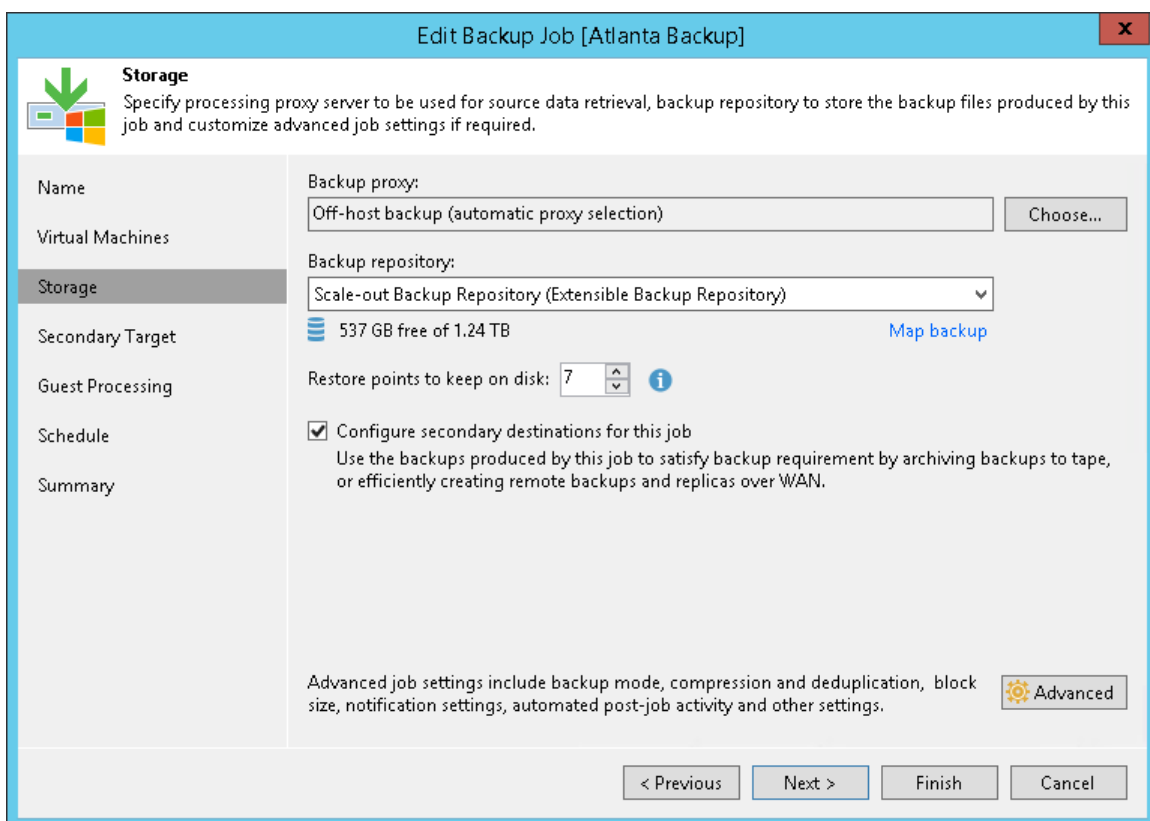 Edit Backup Job [Atlanta Backup]
x
Storage
Specify processing proxy server to be used for source data retrieval, backup repository to store the backup files produced by this
job and customize advanced job settings if required.
Name
Virtual Machines
Storage
Secondary Target
Guest Processing
Schedule
Summary
Backup proxy:
Off-host backup (automatic proxy selection)
Choose...
Backup repository:
Scale-out Backup Repository (Extensible Backup Repository)
537 GB free of 1.24 TB
Map backup
Restore points to keep on disk: 7
Configure secondary destinations for this job
Use the backups produced by this job to satisfy backup requirement by archiving backups to tape,
or efficiently creating remote backups and replicas over WAN.
Advanced job settings include backup mode, compression and deduplication, block
size, notification settings, automated post-job activity and other settings.
Advanced
< Previous
Next >
Finish
Cancel